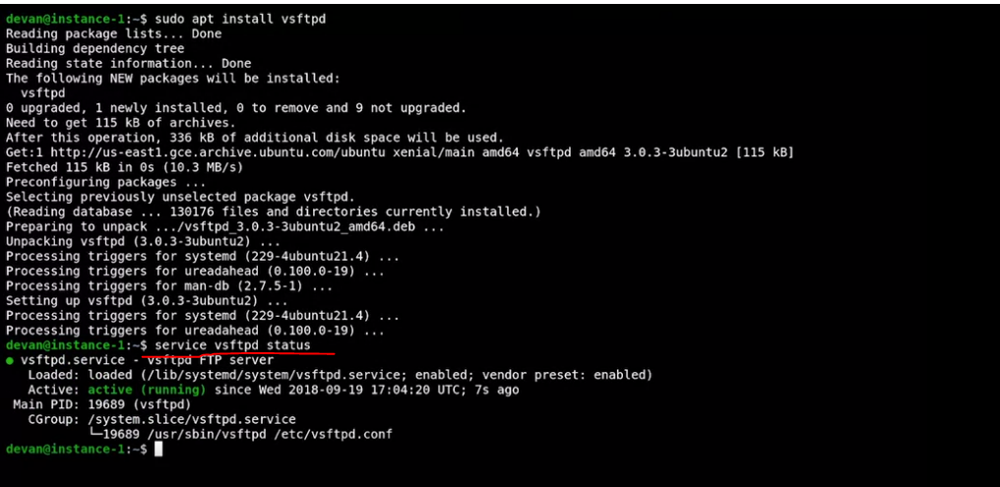 devan@instance-1:~$ sudo apt install vsftpd
Reading package lists... Done
Building dependency tree
Reading state information... Done
The following NEW packages will be installed:
  vsftpd
0 upgraded, 1 newly installed, 0 to remove and 9 not upgraded.
Need to get 115 kB of archives.
After this operation, 336 kB of additional disk space will be used.
Get:1 http://us-east1.gce.archive.ubuntu.com/ubuntu xenial/main amd64 vsftpd amd64 3.0.3-3ubuntu2 [115 kB]
Fetched 115 kB in 0s (10.3 MB/s)
Preconfiguring packages ...
Selecting previously unselected package vsftpd.
(Reading database ... 130176 files and directories currently installed.)
Preparing to unpack .../vsftpd_3.0.3-3ubuntu2_amd64.deb ...
Unpacking vsftpd (3.0.3-3ubuntu2) ...
Processing triggers for systemd (229-4ubuntu21.4) ...
Processing triggers for ureadahead (0.100.0-19) ...
Processing triggers for man-db (2.7.5-1) ...
Setting up vsftpd (3.0.3-3ubuntu2) ...
Processing triggers for systemd (229-4ubuntu21.4) ...
Processing triggers for ureadahead (0.100.0-19) ...
devan@instance-1:~$ service vsftpd status
● vsftpd.service - vsftpd FTP server
   Loaded: loaded (/lib/systemd/system/vsftpd.service; enabled; vendor preset: enabled)
   Active: active (running) since Wed 2018-09-19 17:04:20 UTC; 7s ago
 Main PID: 19689 (vsftpd)
   CGroup: /system.slice/vsftpd.service
           └─19689 /usr/sbin/vsftpd /etc/vsftpd.conf
devan@instance-1:~$